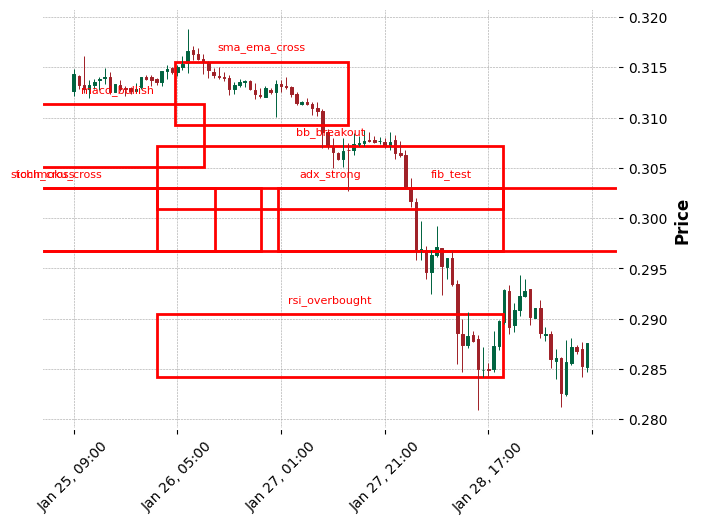 0.320
sma_ema_cross
0.315
macd_bullish
0.310
bb_breakout
0.305
adx_strong
fib_test
0.300
Price
0.295
rsi_overbought
0.290
0.285
0.280
Jan 25, 09:00
Jan 26, 05:00
Jan 27, 01:00
Jan 27, 21:00
Jan 28, 17:00